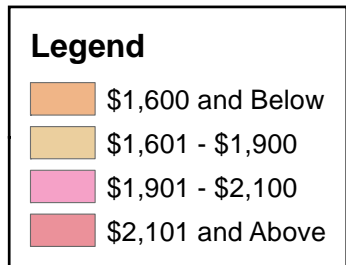 Legend
$1,600 and Below
$1,601 - $1,900
$1,901 - $2,100
$2,101 and Above